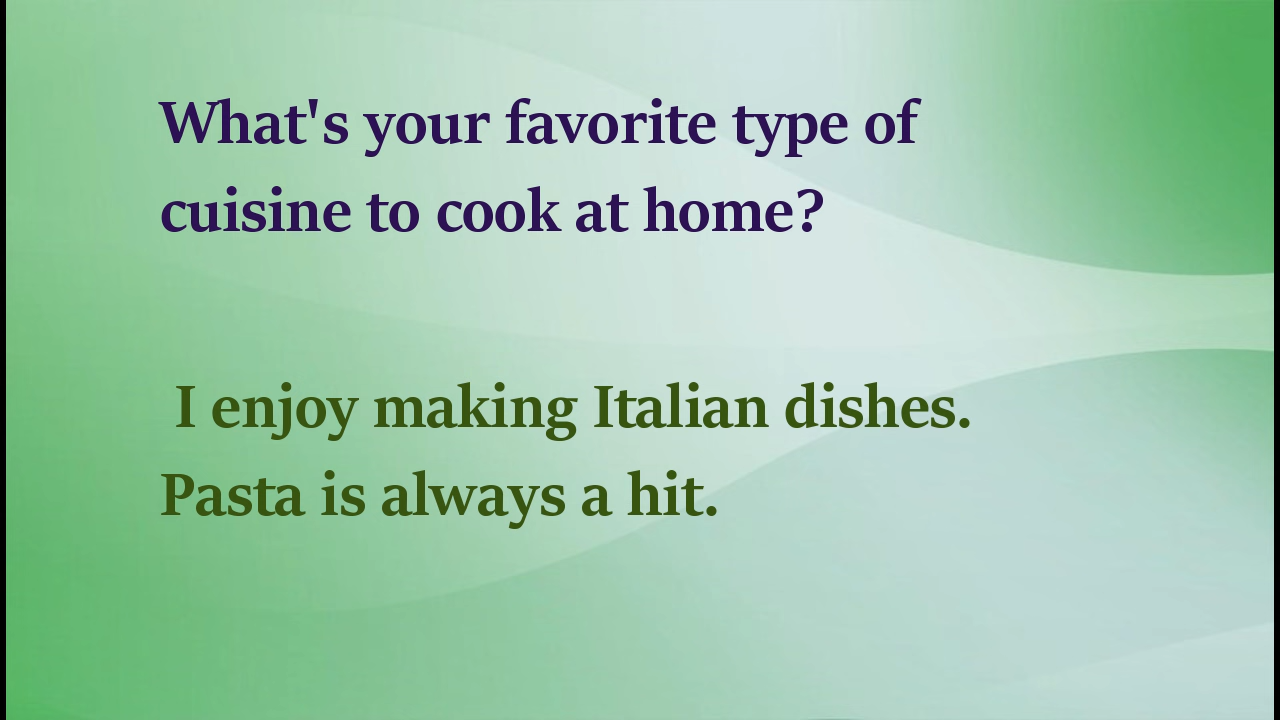 What's your favorite type of
cuisine to cook at home?
I enjoy making Italian dishes.
Pasta is always a hit.